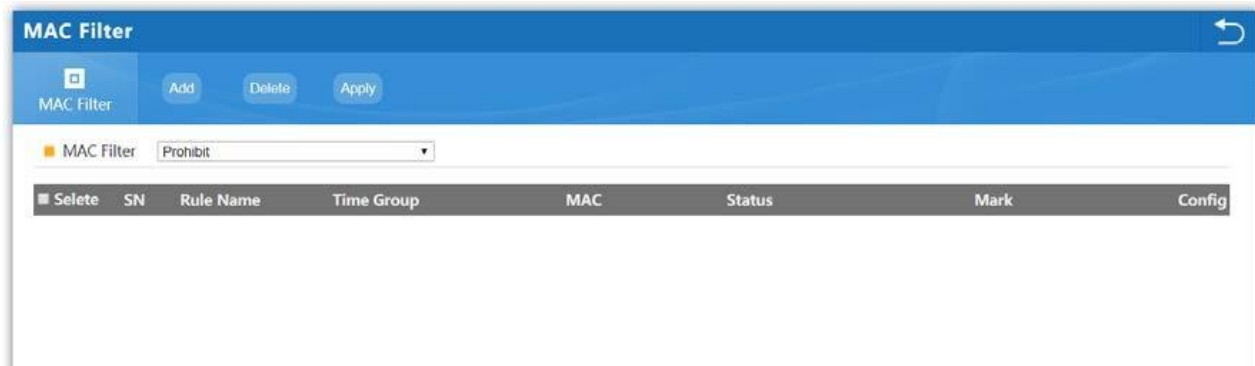 MAC Filter
MAC Filter Add Delete Apply
MAC Filter Prohibit
Selete SN Rule Name Time Group MAC Status Mark Config